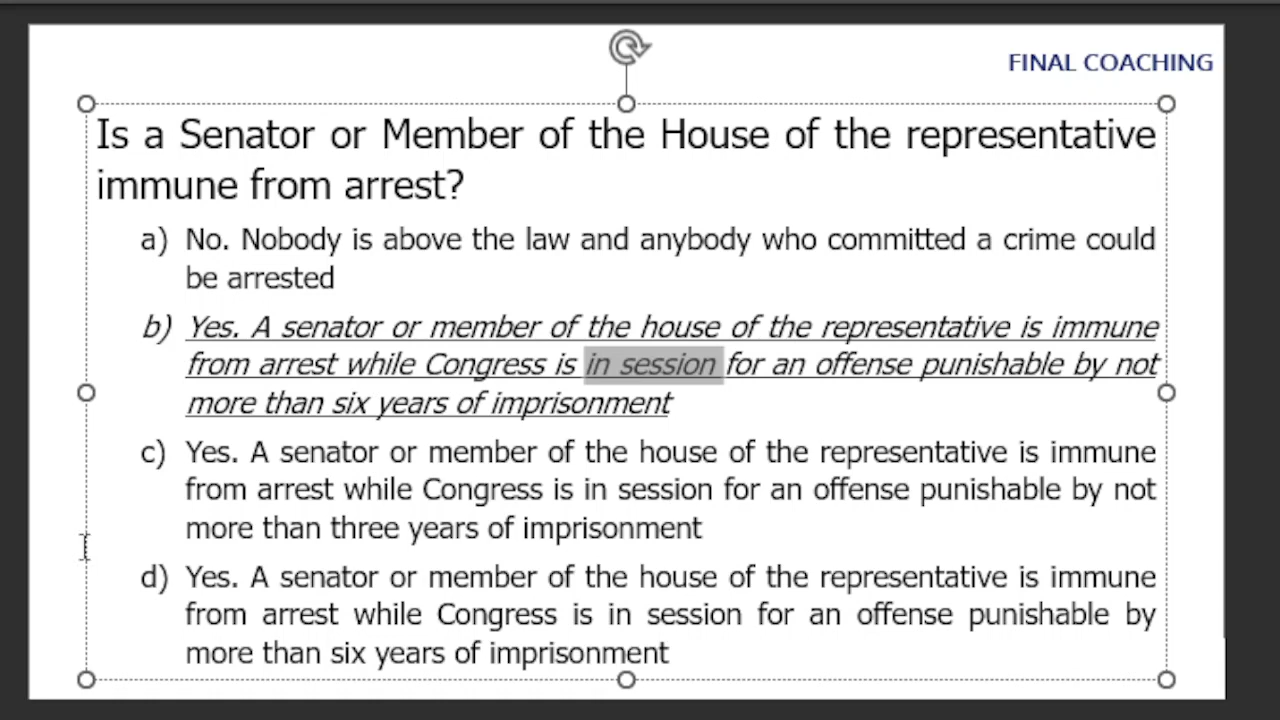 FINAL COACHING
Is a Senator or Member of the House of the representative
immune from arrest?
a) No. Nobody is above the law and anybody who committed a crime could
be arrested
b) Yes. A senator or member of the house of the representative is immune
from arrest while Congress is in session for an offense punishable by not
more than six years of imprisonment
c) Yes. A senator or member of the house of the representative is immune
from arrest while Congress is in session for an offense punishable by not
more than three years of imprisonment
d) Yes. A senator or member of the house of the representative is immune
from arrest while Congress is in session for an offense punishable by
more than six years of imprisonment